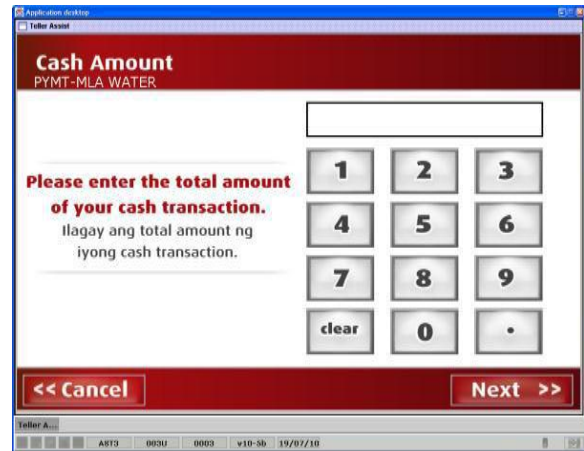 Application desktop
Teller Assist
Cash Amount
PYMT-MLA WATER
Please enter the total amount
of your cash transaction.
Ilagay ang total amount ng
iyong cash transaction.
1 2 3
4 5 6
7 8 9
clear 0 .
<< Cancel
Next >>
Teller A...
AST3 003U 0003 v10-5b 19/07/10